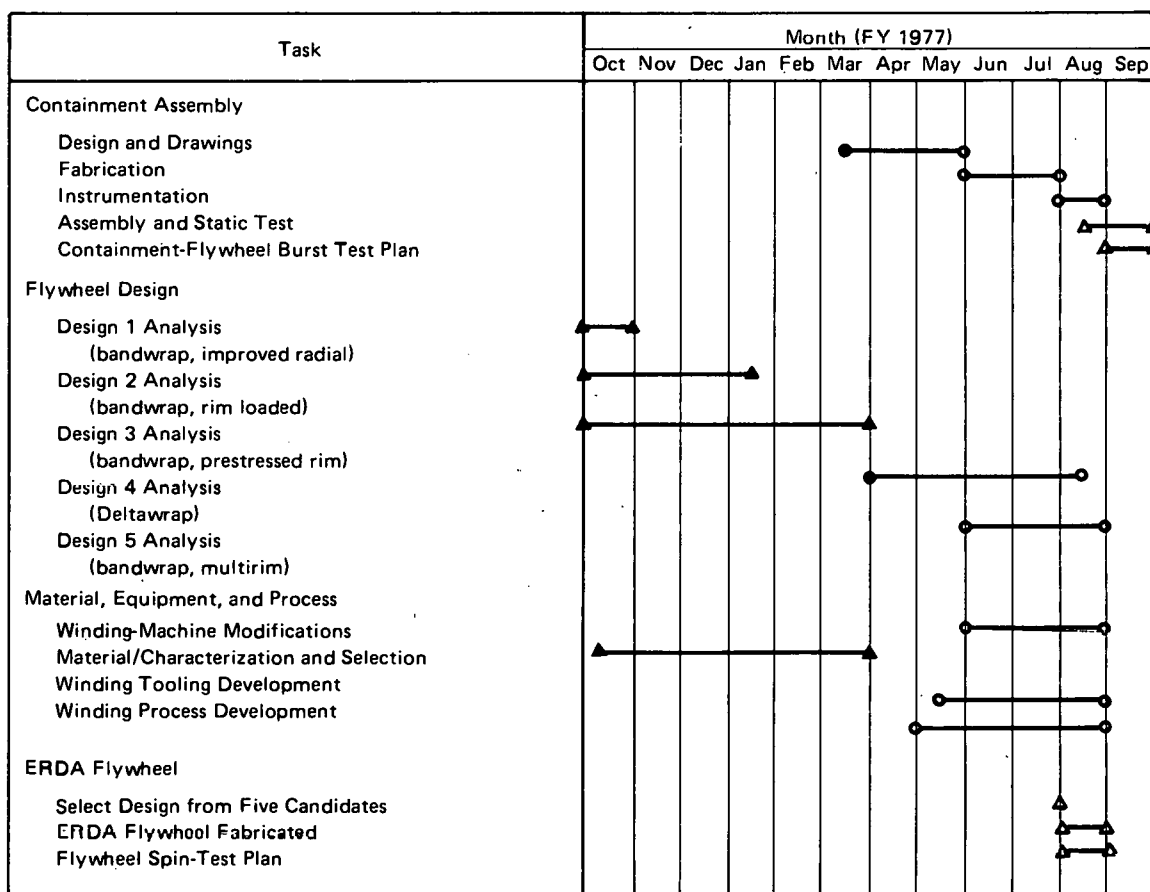 Task
Month (FY 1977)
Oct Nov Dec Jan Feb Mar Apr May Jun Jul Aug Sep
Containment Assembly
Design and Drawings
Fabrication
Instrumentation
Assembly and Static Test
Containment-Flywheel Burst Test Plan
Flywheel Design
Design 1 Analysis
(bandwrap, improved radial)
Design 2 Analysis
(bandwrap, rim loaded)
Design 3 Analysis
(bandwrap, prestressed rim)
Design 4 Analysis
(Deltawrap)
Design 5 Analysis
(bandwrap, multirim)
Material, Equipment, and Process
Winding-Machine Modifications
Material/Characterization and Selection
Winding Tooling Development
Winding Process Development
ERDA Flywheel
Select Design from Five Candidates
ERDA Flywhool Fabricated
Flywheel Spin-Test Plan